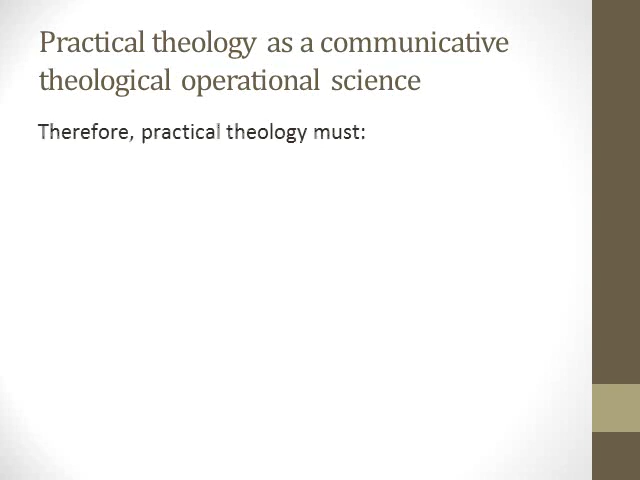 Practical theology as a communicative
theological operational science
Therefore, practical theology must: